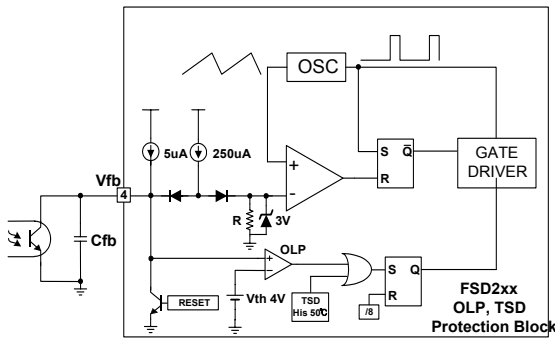 OSC
5uA
250uA
Vfb
4
+
-
S
Q̅
R
GATE
DRIVER
R
3V
Cfb
OLP
+
-
S
Q
R
RESET
Vth 4V
TSD
His 50℃
/8
FSD2xx
OLP, TSD
Protection Block